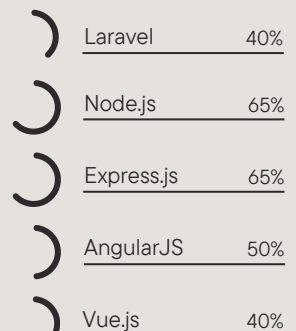 Laravel 40%
Node.js 65%
Express.js 65%
AngularJS 50%
Vue.js 40%